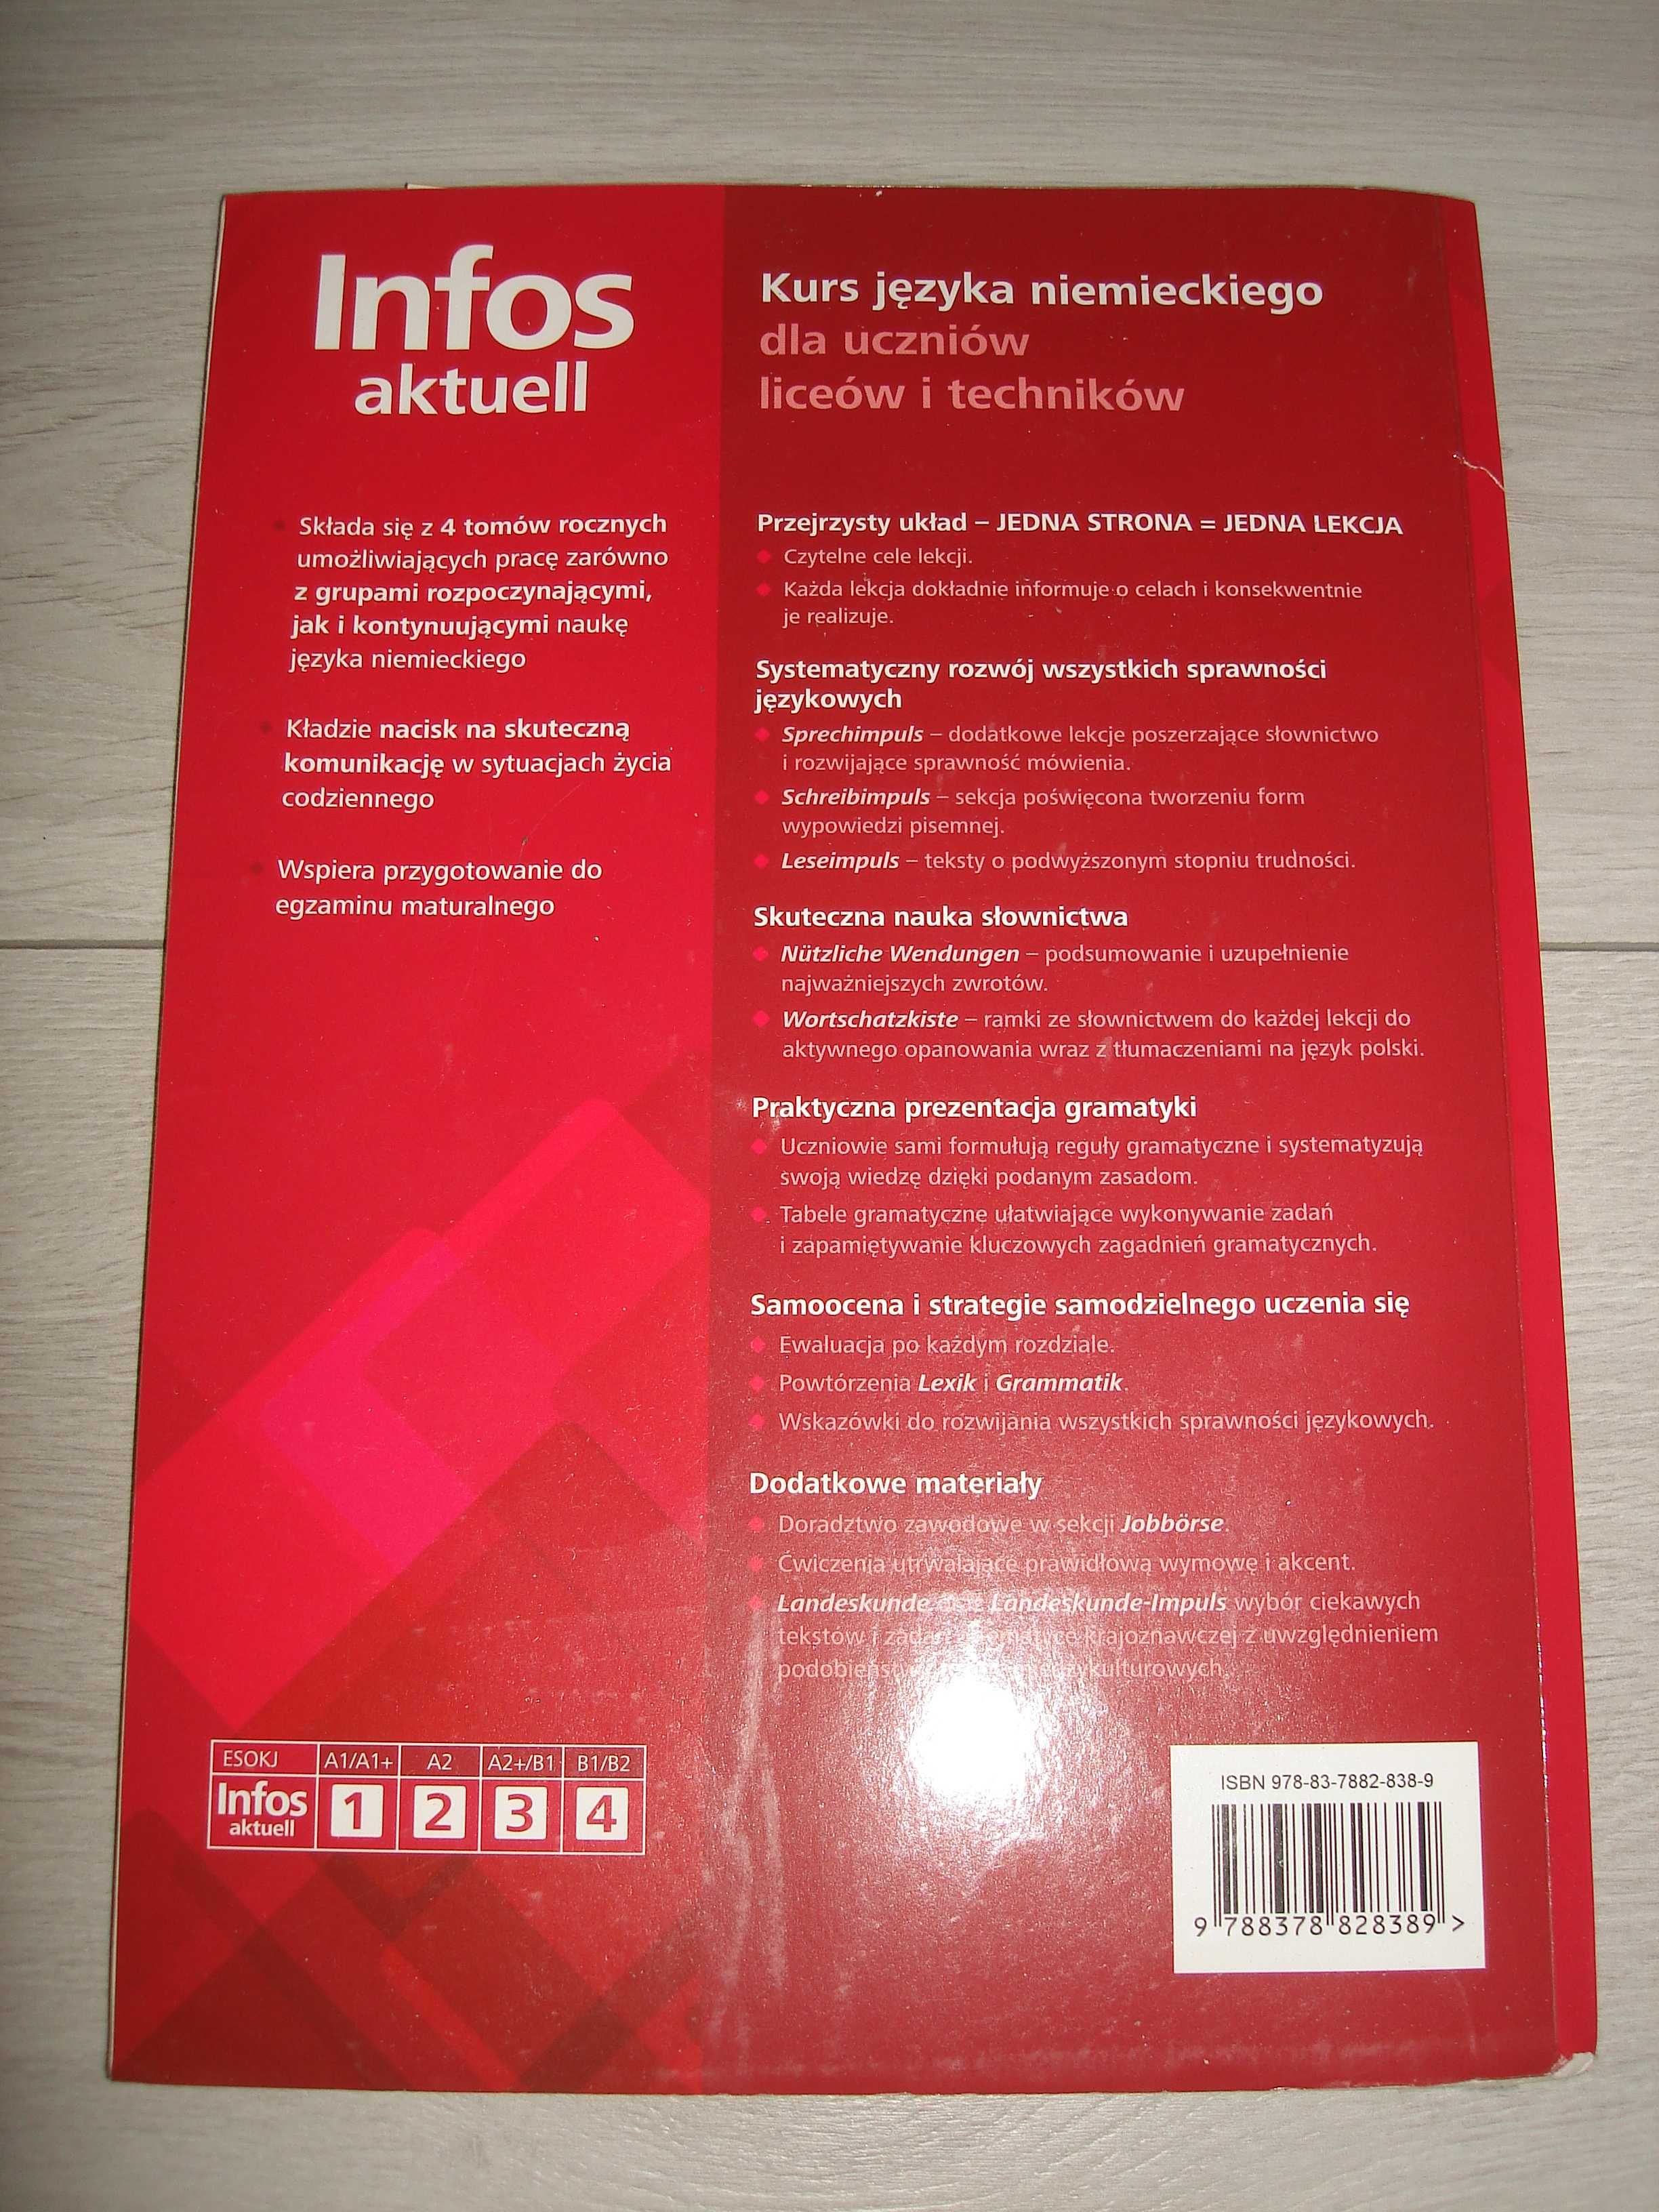 Infos
aktuell
Składa się z 4 tomów rocznych
umożliwiających pracę zarówno
z grupami rozpoczynającymi,
jak i kontynuującymi naukę
języka niemieckiego
Kładzie nacisk na skuteczną
komunikację w sytuacjach życia
codziennego
Wspiera przygotowanie do
egzaminu maturalnego
ESOKJ A1/A1+ A2 A2+/B1 B1/B2
Infos
aktuell
1 2 3 4
Kurs języka niemieckiego
dla uczniów
liceów i techników
Przejrzysty układ – JEDNA STRONA = JEDNA LEKCJA
Czytelne cele lekcji.
Każda lekcja dokładnie informuje o celach i konsekwentnie
je realizuje.
Systematyczny rozwój wszystkich sprawności
językowych
Sprechimpuls – dodatkowe lekcje poszerzające słownictwo
i rozwijające sprawność mówienia.
Schreibimpuls – sekcja poświęcona tworzeniu form
wypowiedzi pisemnej.
Leseimpuls – teksty o podwyższonym stopniu trudności.
Skuteczna nauka słownictwa
Nützliche Wendungen – podsumowanie i uzupełnienie
najważniejszych zwrotów.
Wortschatzkiste – ramki ze słownictwem do każdej lekcji do
aktywnego opanowania wraz z tłumaczeniami na język polski.
Praktyczna prezentacja gramatyki
Uczniowie sami formułują reguły gramatyczne i systematyzują
swoją wiedzę dzięki podanym zasadom.
Tabele gramatyczne ułatwiające wykonywanie zadań
i zapamiętywanie kluczowych zagadnień gramatycznych.
Samoocena i strategie samodzielnego uczenia się
Ewaluacja po każdym rozdziale.
Powtórzenia Lexik i Grammatik.
Wskazówki do rozwijania wszystkich sprawności językowych.
Dodatkowe materiały
Doradztwo zawodowe w sekcji Jobbörse.
Ćwiczenia utrwalające prawidłową wymowę i akcent.
Landeskunde Landeskunde-Impuls wybór ciekawych
tekstów i krajoznawczej z uwzględnieniem
ISBN 978-83-7882-838-9
9 788378 828389 >